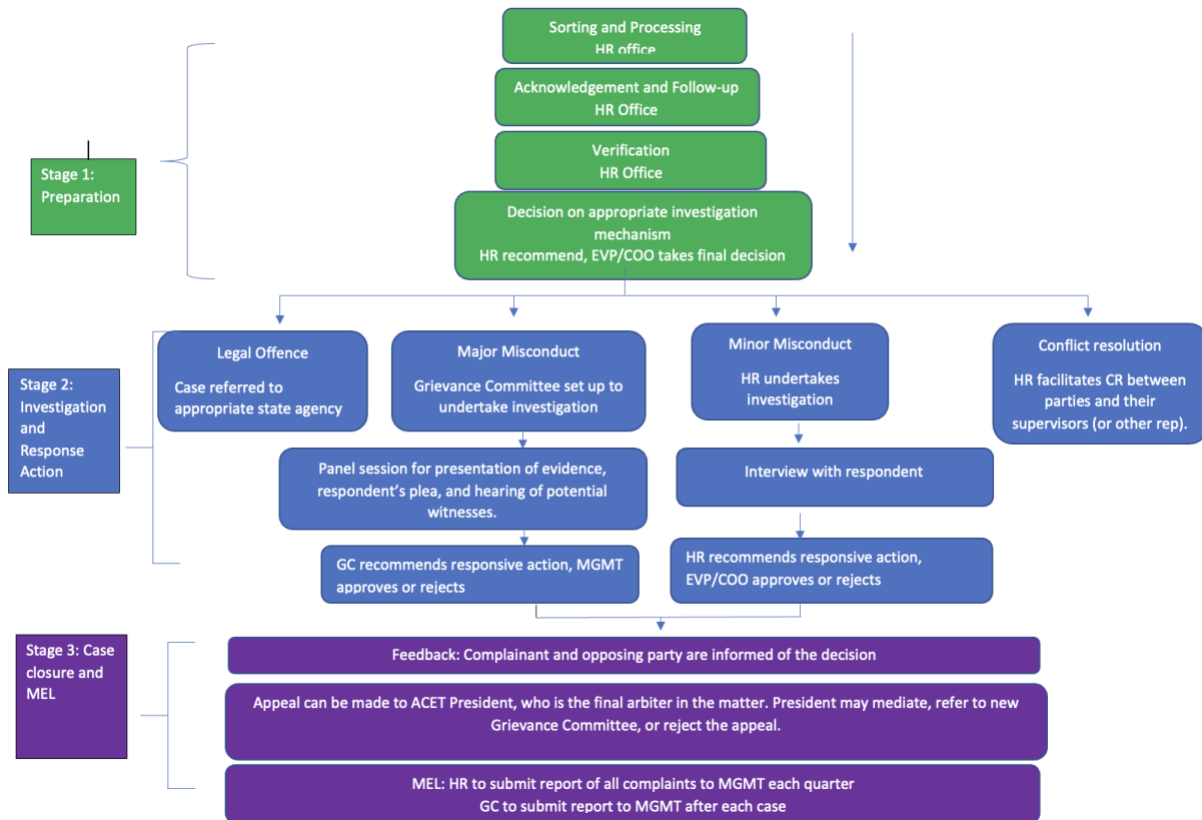 Sorting and Processing
HR office
Acknowledgement and Follow-up
HR Office
Verification
HR Office
Stage 1:
Preparation
Decision on appropriate investigation
mechanism
HR recommend, EVP/COO takes final decision
Stage 2:
Investigation
and
Response
Action
Legal Offence
Case referred to
appropriate state agency
Major Misconduct
Grievance Committee set up to
undertake investigation
Minor Misconduct
HR undertakes
investigation
Conflict resolution
HR facilitates CR between
parties and their
supervisors (or other rep).
Panel session for presentation of evidence,
respondent's plea, and hearing of potential
witnesses.
Interview with respondent
GC recommends responsive action, MGMT
approves or rejects
HR recommends responsive action,
EVP/COO approves or rejects
Stage 3: Case
closure and
MEL
Feedback: Complainant and opposing party are informed of the decision
Appeal can be made to ACET President, who is the final arbiter in the matter. President may mediate, refer to new
Grievance Committee, or reject the appeal.
MEL: HR to submit report of all complaints to MGMT each quarter
GC to submit report to MGMT after each case